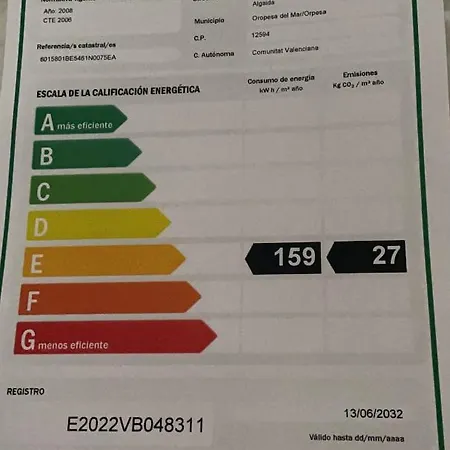 Año: 2008
CTE 2006
Algaida
Municipio
Oropesa del Mar/Orpesa
Referencia/s catastral/es
C.P.
12594
6015801BE5461N0075EA
C. Autónoma
Comunitat Valenciana
ESCALA DE LA CALIFICACIÓN ENERGÉTICA
Consumo de energía
kW h / m² año
Emisiones
Kg CO₂ / m² año
A más eficiente
B
C
D
E
159
27
F
G menos eficiente
REGISTRO
E2022VB048311
13/06/2032
Válido hasta dd/mm/aaaa